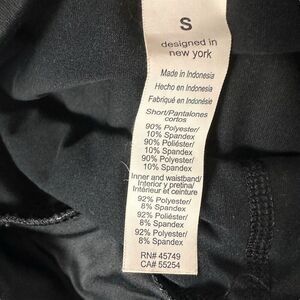 S
designed in
new york
Made in Indonesia
Hecho en Indonesia
Fabriqué en Indonésie
Short/Pantalones
cortos
90% Polyester/
10% Spandex
90% Poliéster/
10% Spandex
90% Polyester/
10% Spandex
Inner and waistband/
Interior y pretina/
Intérieur et ceinture
92% Polyester/
8% Spandex
92% Poliéster/
8% Spandex
92% Polyester/
8% Spandex
RN# 45749
CA# 55254